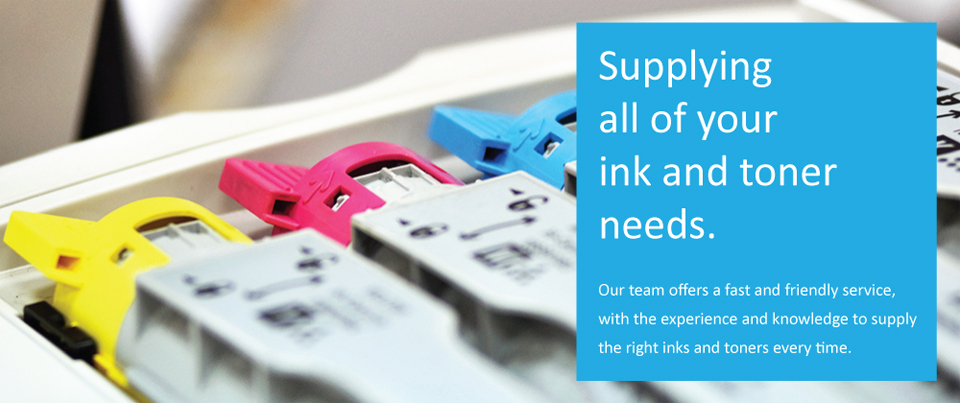 Supplying
all of your
ink and toner
needs.
Our team offers a fast and friendly service,
with the experience and knowledge to supply
the right inks and toners every time.